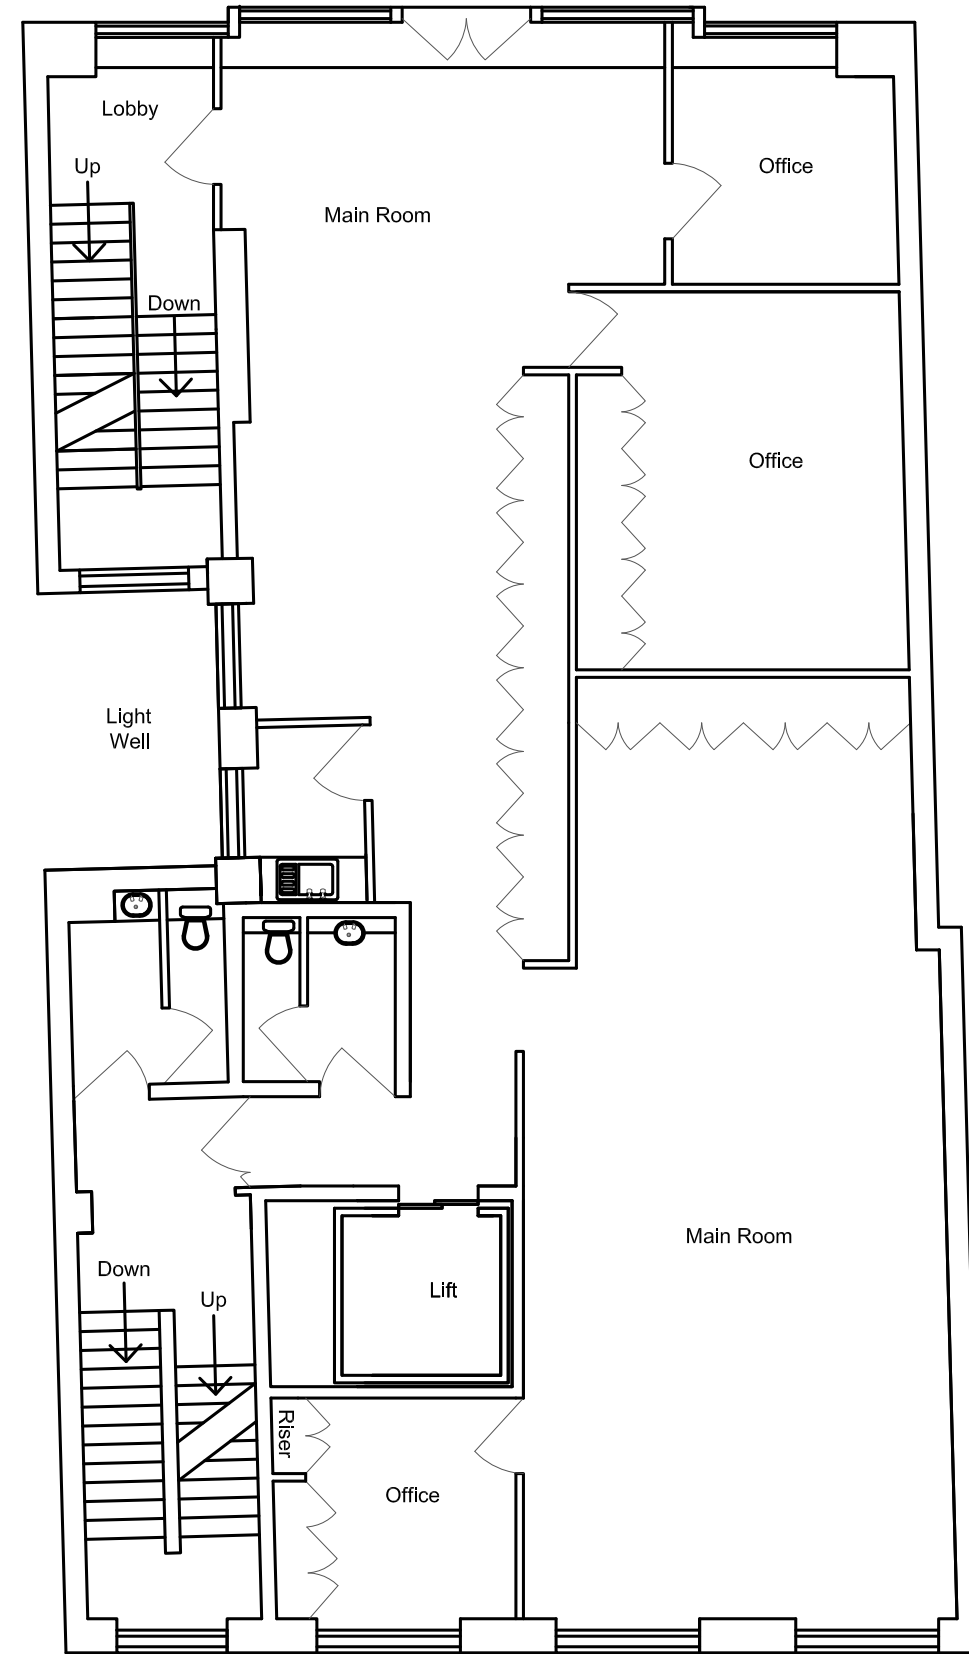 Lobby
Up
Office
Main Room
Down
Office
Light
Well
Main Room
Down
Up
Lift
Riser
Office